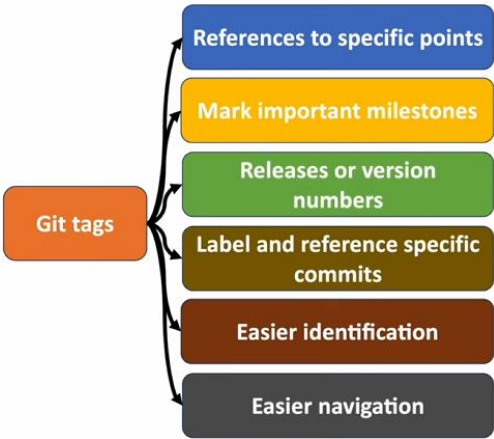 References to specific points
Mark important milestones
Releases or version
numbers
Git tags
Label and reference specific
commits
Easier identification
Easier navigation